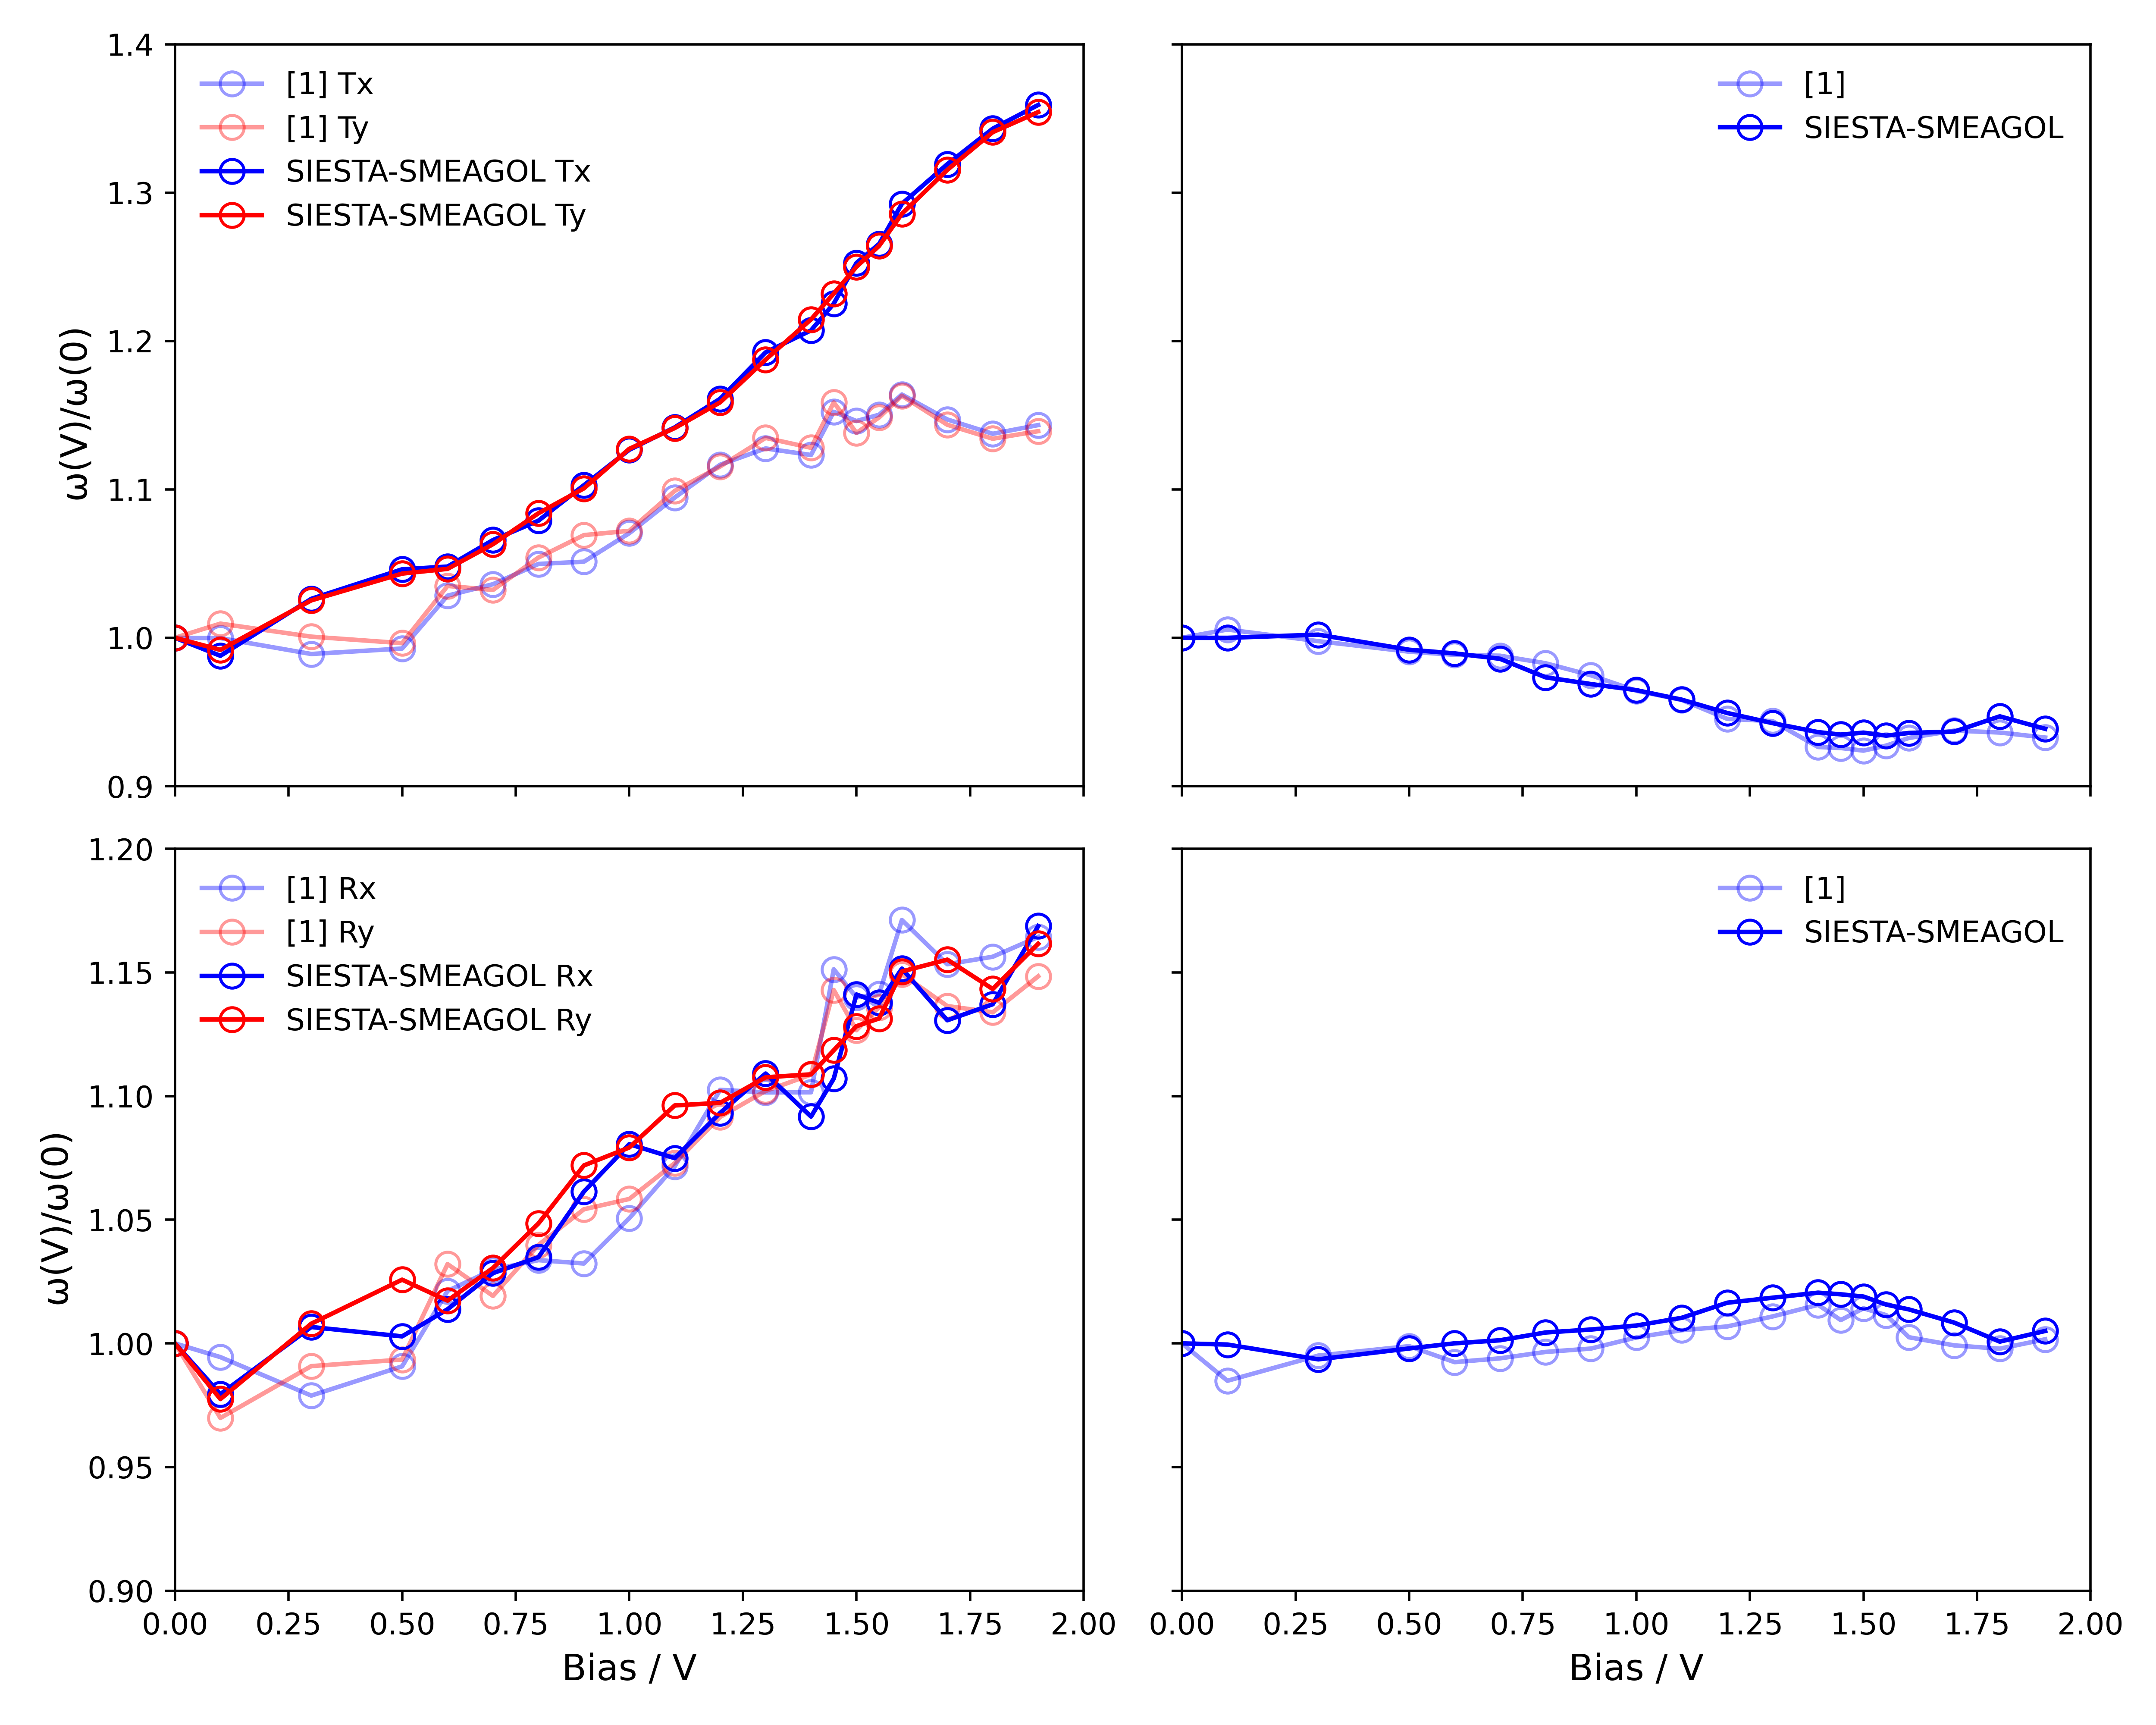 1.4
1.3
1.2
1.1
1.0
0.9
ω(V)/ω(0)
[1] Tx
[1] Ty
SIESTA-SMEAGOL Tx
SIESTA-SMEAGOL Ty
[1]
SIESTA-SMEAGOL
1.20
1.15
1.10
1.05
1.00
0.95
0.90
ω(V)/ω(0)
[1] Rx
[1] Ry
SIESTA-SMEAGOL Rx
SIESTA-SMEAGOL Ry
0.00 0.25 0.50 0.75 1.00 1.25 1.50 1.75 2.00
Bias / V
[1]
SIESTA-SMEAGOL
0.00 0.25 0.50 0.75 1.00 1.25 1.50 1.75 2.00
Bias / V